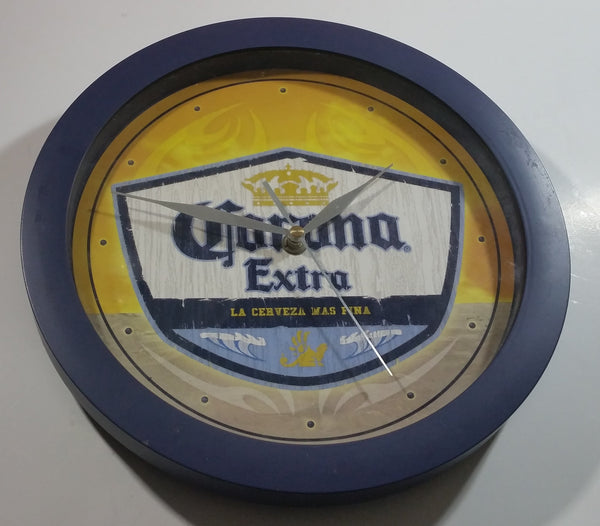 Corona®
Extra
LA CERVEZA MAS FINA